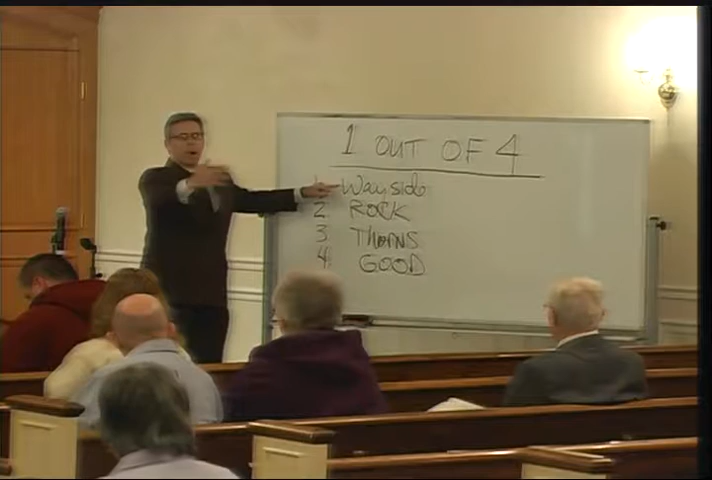 1 OUT OF 4
1 Wayside
2 ROCK
3 THORNS
4 GOOD